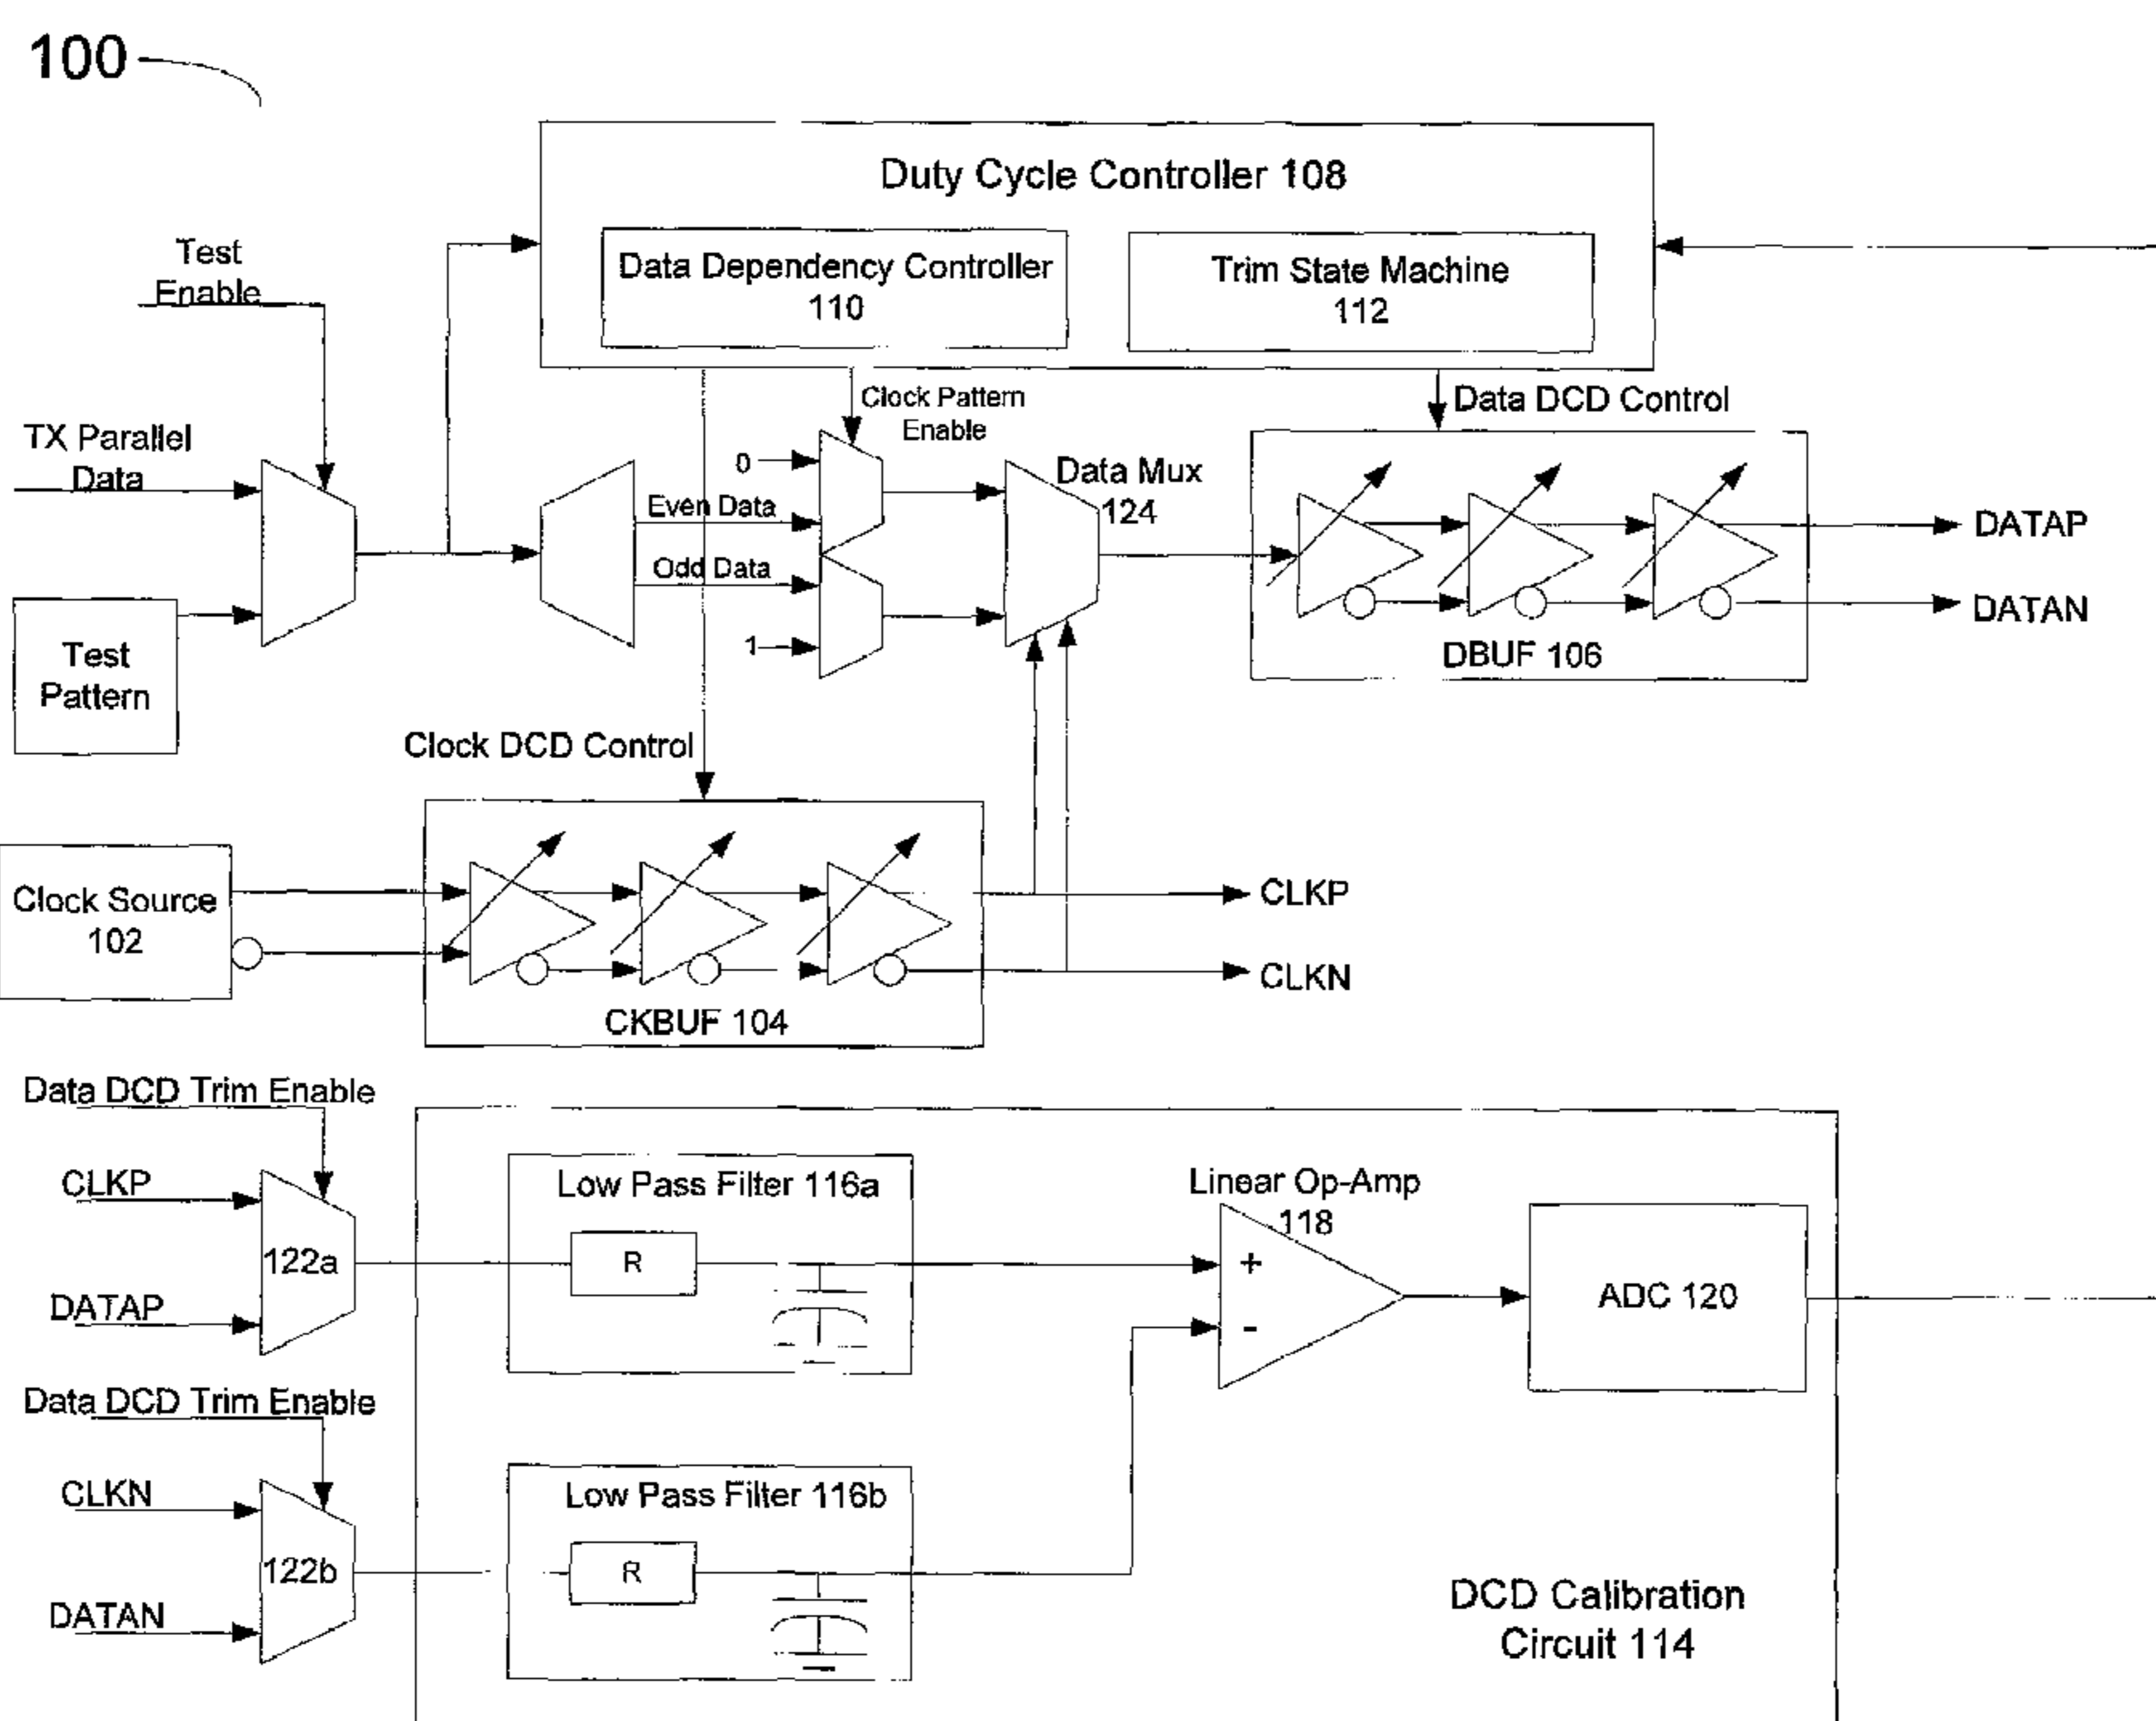 100
Duty Cycle Controller 108
Data Dependency Controller
110
Trim State Machine
112
Test
Enable
Clock Pattern
Enable
Data DCD Control
TX Parallel
Data
0
Even Data
Odd Data
1
Data Mux
124
DATAP
DATAN
DBUF 106
Test
Pattern
Clock DCD Control
Clock Source
102
CLKP
CLKN
CKBUF 104
Data DCD Trim Enable
CLKP
122a
DATAP
Low Pass Filter 116a
R
Linear Op-Amp
118
+
-
ADC 120
Data DCD Trim Enable
CLKN
122b
DATAN
Low Pass Filter 116b
R
DCD Calibration
Circuit 114